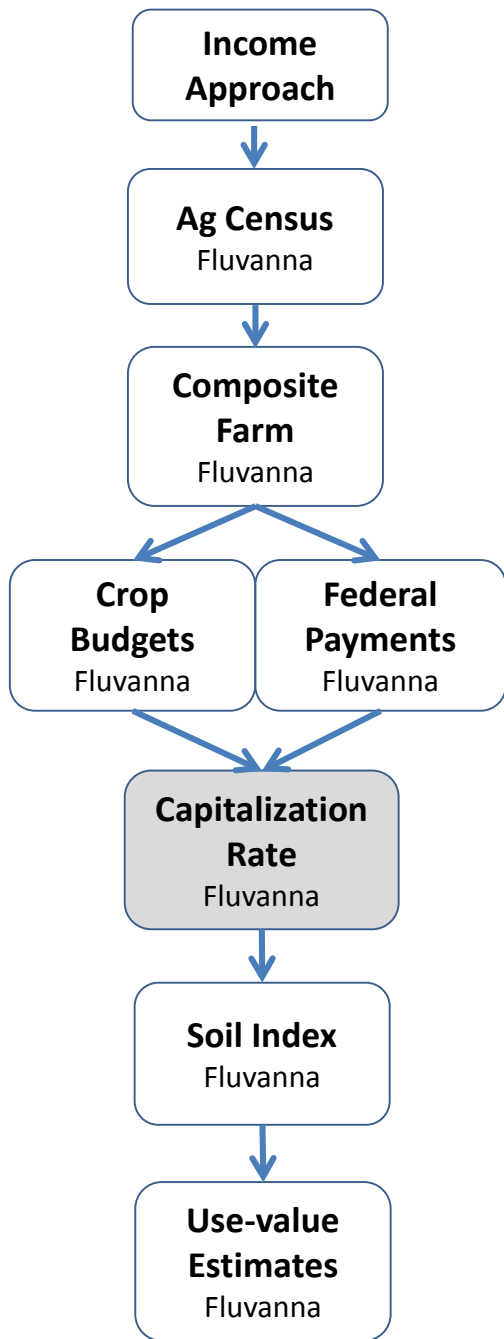 Income
Approach
Ag Census
Fluvanna
Composite
Farm
Fluvanna
Crop
Budgets
Fluvanna
Federal
Payments
Fluvanna
Capitalization
Rate
Fluvanna
Soil Index
Fluvanna
Use-value
Estimates
Fluvanna